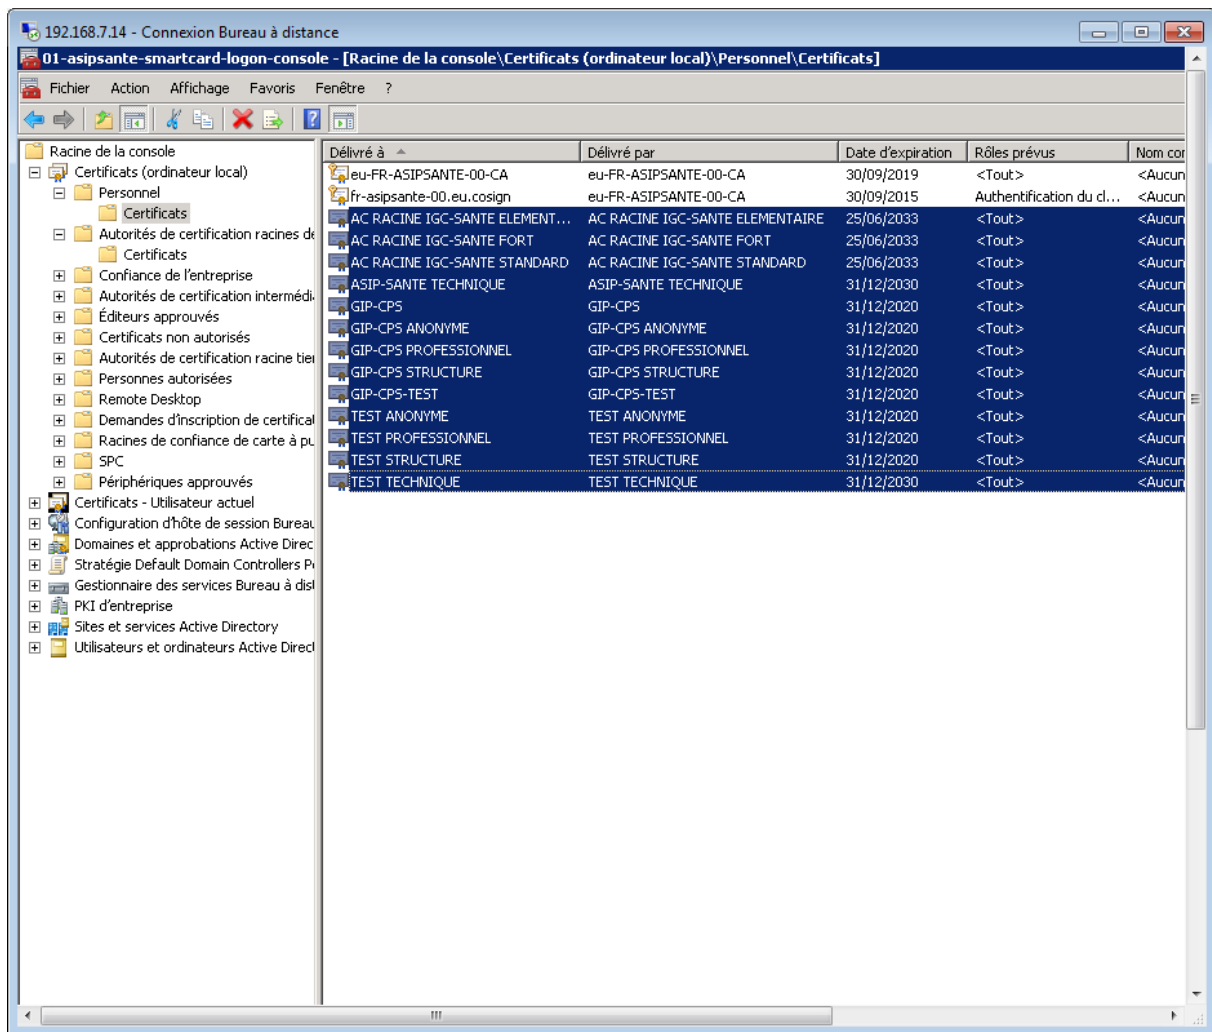 192.168.7.14 - Connexion Bureau à distance
01-asipsante-smartcard-logon-console - [Racine de la console\Certificats (ordinateur local)\Personnel\Certificats]
Fichier Action Affichage Favoris Fenêtre ?
Racine de la console
Certificats (ordinateur local)
Personnel
Certificats
Autorités de certification racines de
Certificats
Confiance de l'entreprise
Autorités de certification intermédi
Éditeurs approuvés
Certificats non autorisés
Autorités de certification racine tier
Personnes autorisées
Remote Desktop
Demandes d'inscription de certificat
Racines de confiance de carte à pu
SPC
Périphériques approuvés
Certificats - Utilisateur actuel
Configuration d'hôte de session Bureau
Domaines et approbations Active Direc
Stratégie Default Domain Controllers P
Gestionnaire des services Bureau à dist
PKI d'entreprise
Sites et services Active Directory
Utilisateurs et ordinateurs Active Direct
Délivré à Délivré par Date d'expiration Rôles prévus Nom cor
eu-FR-ASIPSANTE-00-CA eu-FR-ASIPSANTE-00-CA 30/09/2019 <Tout> <Aucun
fr-asipsante-00.eu.cosign eu-FR-ASIPSANTE-00-CA 30/09/2015 Authentification du cl... <Aucun
AC RACINE IGC-SANTE ELEMENT... AC RACINE IGC-SANTE ELEMENTAIRE 25/06/2033 <Tout> <Aucun
AC RACINE IGC-SANTE FORT AC RACINE IGC-SANTE FORT 25/06/2033 <Tout> <Aucun
AC RACINE IGC-SANTE STANDARD AC RACINE IGC-SANTE STANDARD 25/06/2033 <Tout> <Aucun
ASIP-SANTE TECHNIQUE ASIP-SANTE TECHNIQUE 31/12/2030 <Tout> <Aucun
GIP-CPS GIP-CPS 31/12/2020 <Tout> <Aucun
GIP-CPS ANONYME GIP-CPS ANONYME 31/12/2020 <Tout> <Aucun
GIP-CPS PROFESSIONNEL GIP-CPS PROFESSIONNEL 31/12/2020 <Tout> <Aucun
GIP-CPS STRUCTURE GIP-CPS STRUCTURE 31/12/2020 <Tout> <Aucun
GIP-CPS-TEST GIP-CPS-TEST 31/12/2020 <Tout> <Aucun
TEST ANONYME TEST ANONYME 31/12/2020 <Tout> <Aucun
TEST PROFESSIONNEL TEST PROFESSIONNEL 31/12/2020 <Tout> <Aucun
TEST STRUCTURE TEST STRUCTURE 31/12/2020 <Tout> <Aucun
TEST TECHNIQUE TEST TECHNIQUE 31/12/2030 <Tout> <Aucun